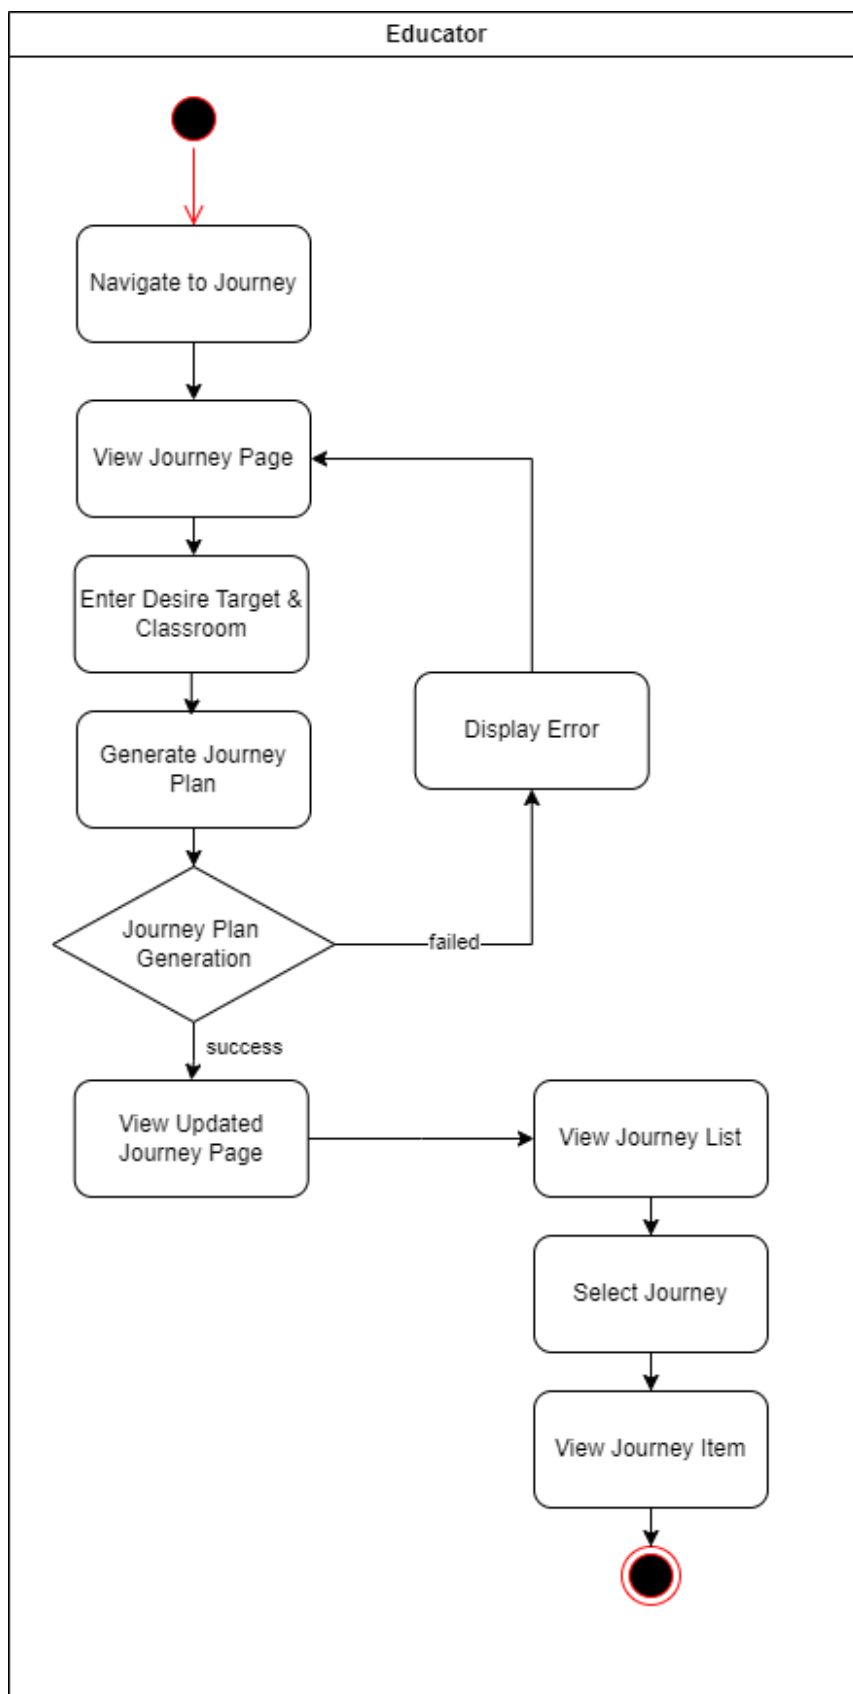 Educator
Navigate to Journey
View Journey Page
Enter Desire Target &
Classroom
Display Error
Generate Journey
Plan
Journey Plan
Generation
failed
success
View Updated
Journey Page
View Journey List
Select Journey
View Journey Item